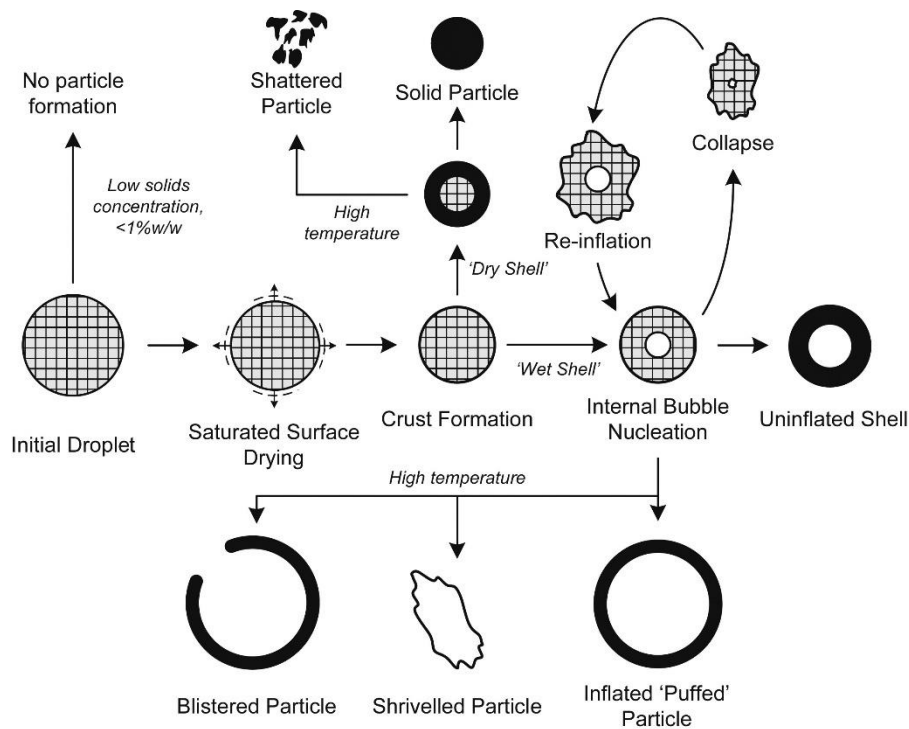 No particle
formation
Shattered
Particle
Solid Particle
Collapse
Low solids
concentration,
<1%w/w
High
temperature
Re-inflation
‘Dry Shell’
‘Wet Shell’
Initial Droplet
Saturated Surface
Drying
Crust Formation
Internal Bubble
Nucleation
Uninflated Shell
High temperature
Blistered Particle
Shrivelled Particle
Inflated ‘Puffed’
Particle